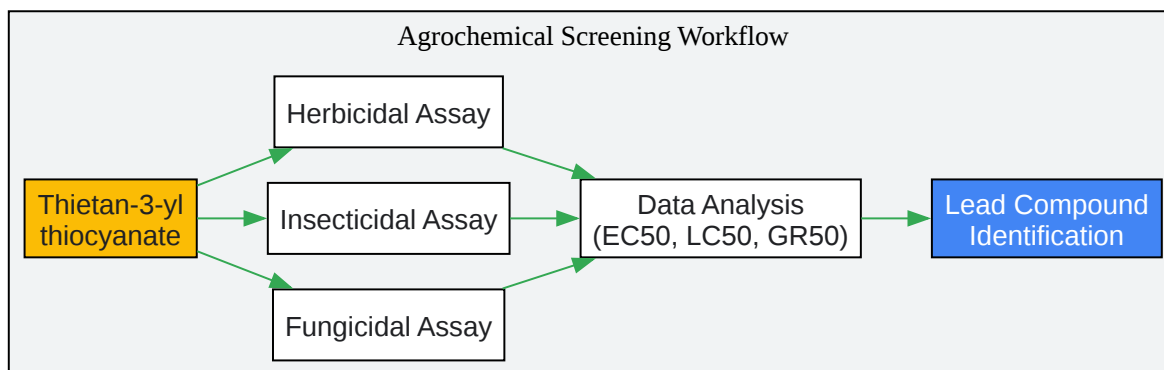 Agrochemical Screening Workflow
Herbicidal Assay
Thietan-3-yl
thiocyanate
Insecticidal Assay
Fungicidal Assay
Data Analysis
(EC50, LC50, GR50)
Lead Compound
Identification